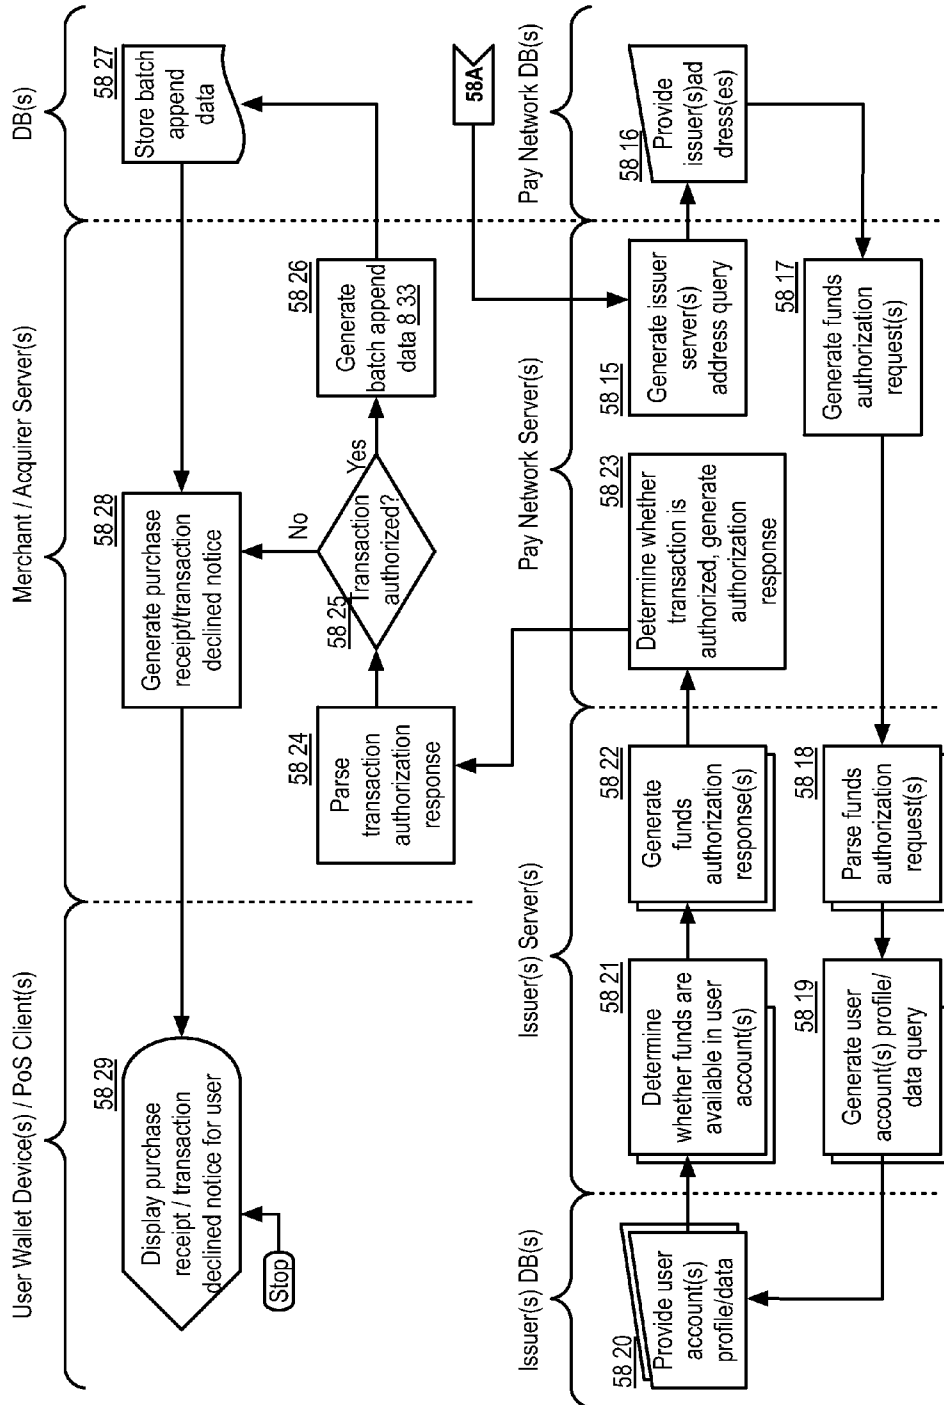 User Wallet Device(s) / PoS Client(s)
Merchant / Acquirer Server(s)
DB(s)
58 29
Display purchase
receipt / transaction
declined notice for user
Stop
58 28
Generate purchase
receipt/transaction
declined notice
58 27
Store batch
append
data
58 24
Parse
transaction
authorization
response
58 25
Transaction
authorized?
No
Yes
58 26
Generate
batch append
data 8 33
58A
Issuer(s) DB(s)
Issuer(s) Server(s)
Pay Network Server(s)
Pay Network DB(s)
58 20
Provide user
account(s)
profile/data
58 21
Determine
whether funds are
available in user
account(s)
58 22
Generate
funds
authorization
response(s)
58 23
Determine whether
transaction is
authorized, generate
authorization
response
58 15
Generate issuer
server(s)
address query
58 16
Provide
issuer(s)ad
dress(es)
58 19
Generate user
account(s) profile/
data query
58 18
Parse funds
authorization
request(s)
58 17
Generate funds
authorization
request(s)